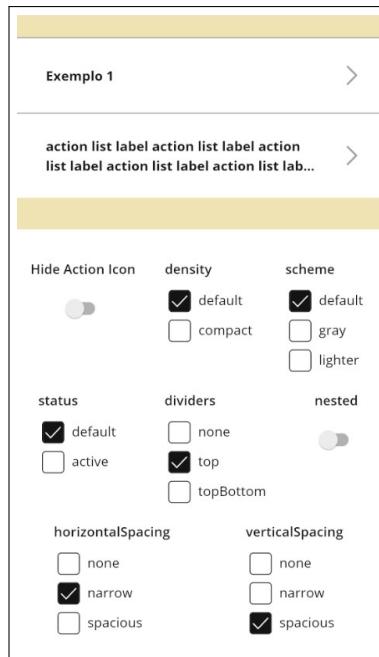 Exemplo 1
action list label action list label action
list label action list label action list lab...
Hide Action Icon
density
scheme
default
compact
default
gray
lighter
status
dividers
nested
default
active
none
top
topBottom
horizontalSpacing
verticalSpacing
none
narrow
spacious
none
narrow
spacious